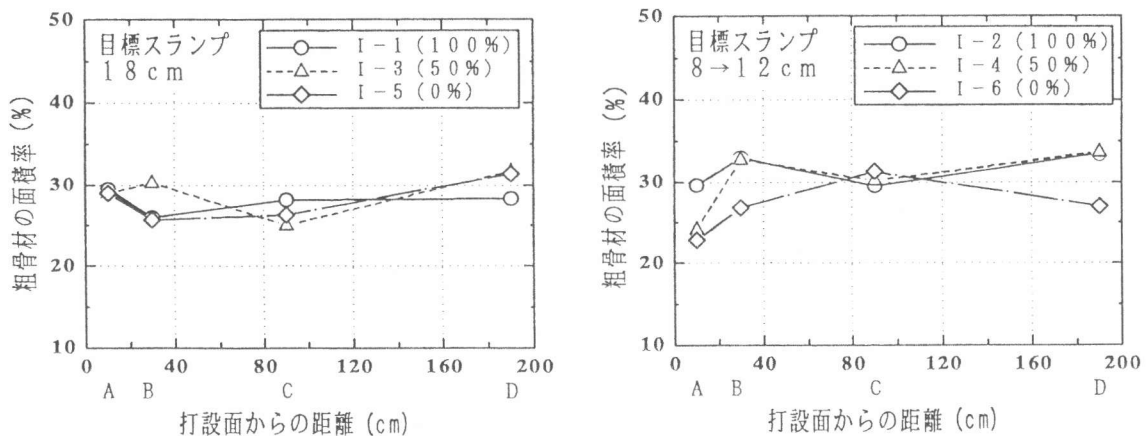 50
40
30
20
10
粗骨材の面積率 (%)
目標スランプ
18cm
I-1 (100%)
I-3 (50%)
I-5 (0%)
0 40 80 120 160 200
A B C D
打設面からの距離 (cm)
50
40
30
20
10
粗骨材の面積率 (%)
目標スランプ
8→12cm
I-2 (100%)
I-4 (50%)
I-6 (0%)
0 40 80 120 160 200
A B C D
打設面からの距離 (cm)